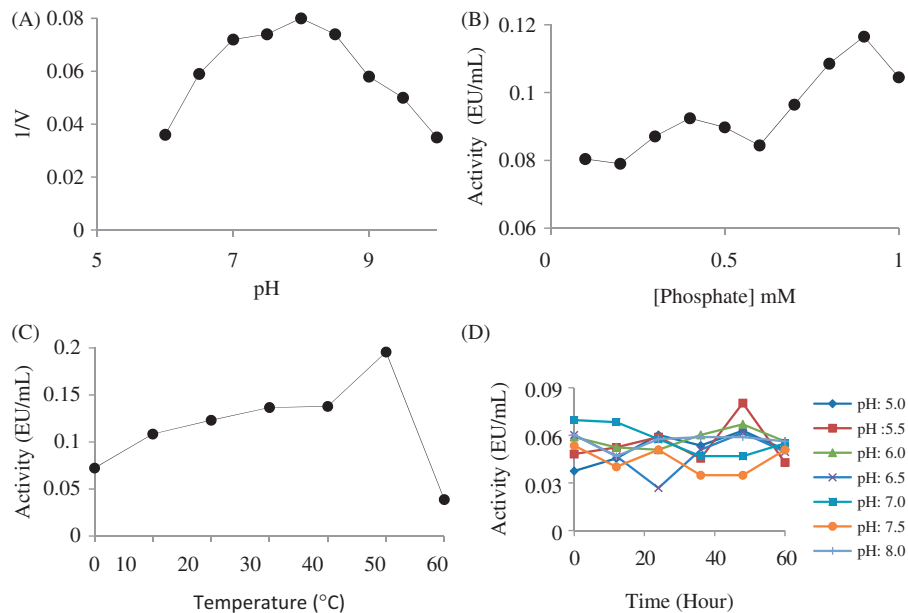 (A)
0.08
0.06
0.04
0.02
0
1/V
5 7 9
pH
(B)
0.12
0.1
0.08
0.06
Activity (EU/mL)
0 0.5 1
[Phosphate] mM
(C)
0.2
0.15
0.1
0.05
0
Activity (EU/mL)
0 10 20 30 40 50 60
Temperature (°C)
(D)
0.09
0.06
0.03
0
Activity (EU/mL)
0 20 40 60
Time (Hour)
pH: 5.0
pH :5.5
pH: 6.0
pH: 6.5
pH: 7.0
pH: 7.5
pH: 8.0